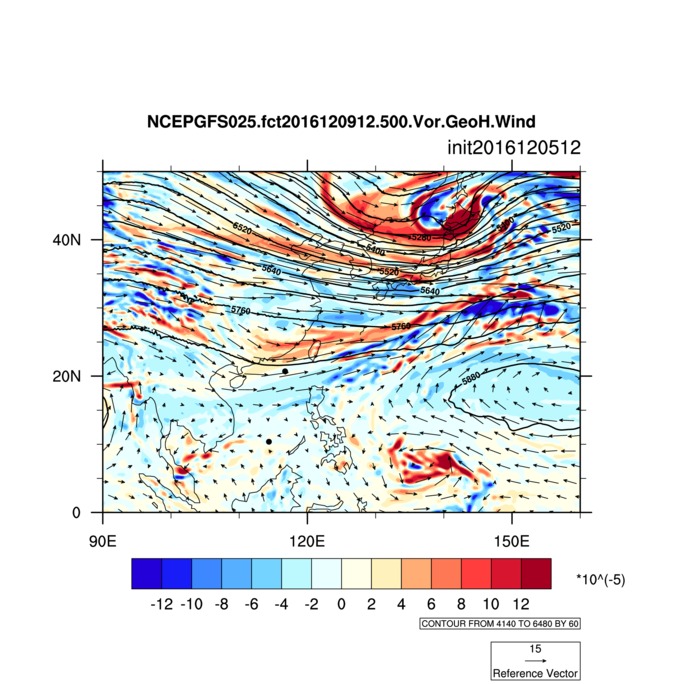 NCEPGFS025.fct2016120912.500.Vor.GeoH.Wind
init2016120512
5520
5280
5400
5520
5640
5520
5640
5760
5760
5880
40N
20N
0
90E 120E 150E
-12 -10 -8 -6 -4 -2 0 2 4 6 8 10 12
*10^(-5)
CONTOUR FROM 4140 TO 6480 BY 60
15
Reference Vector